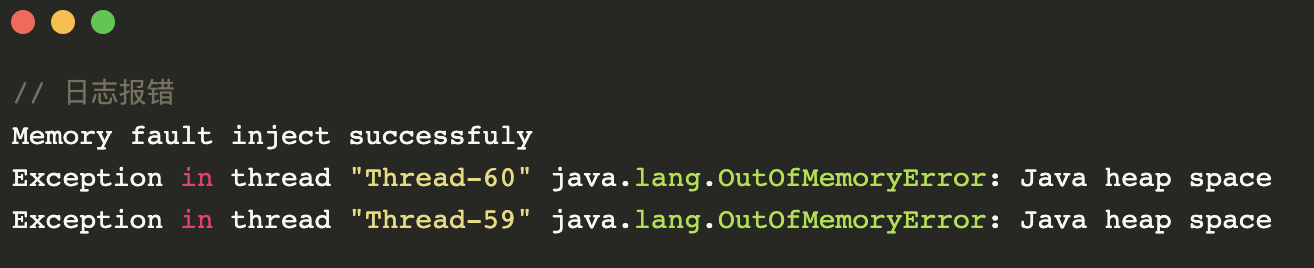 // 日志报错
Memory fault inject successfuly
Exception in thread "Thread-60" java.lang.OutOfMemoryError: Java heap space
Exception in thread "Thread-59" java.lang.OutOfMemoryError: Java heap space